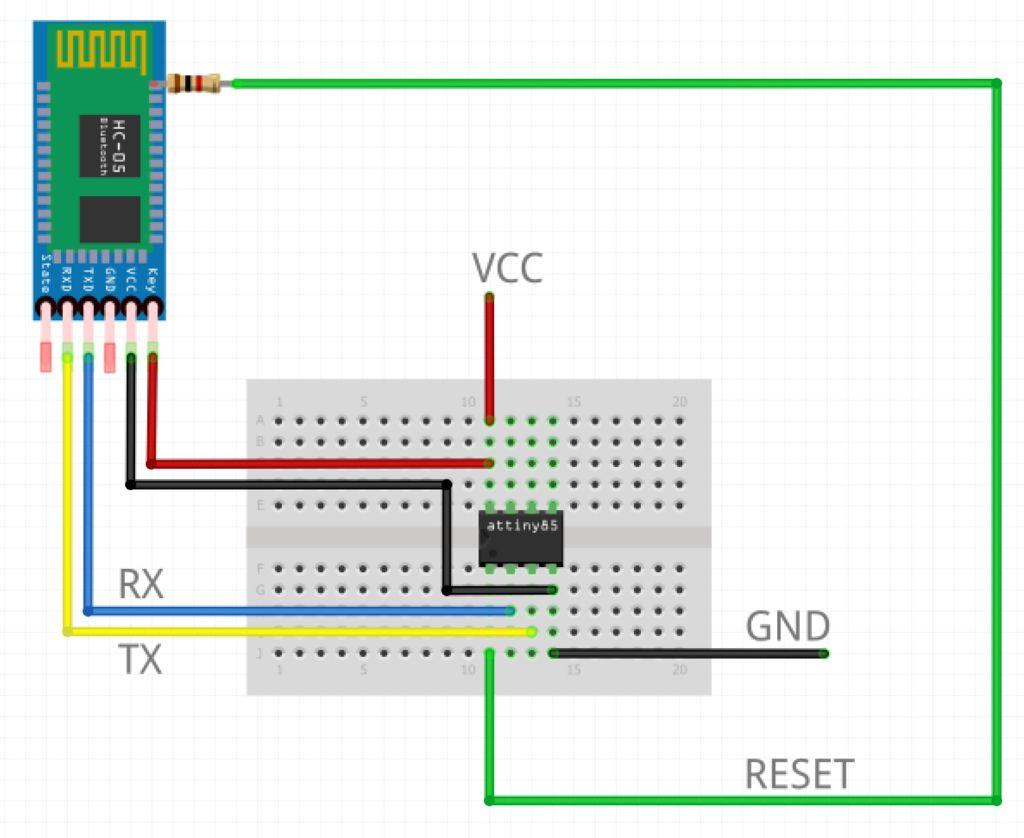 HC-05
Bluetooth
State
RXD
TXD
GND
VCC
Key
VCC
1 5 10 15 20
A
B
E
attiny85
F
G
J
1 5 10 15 20
RX
TX
GND
RESET